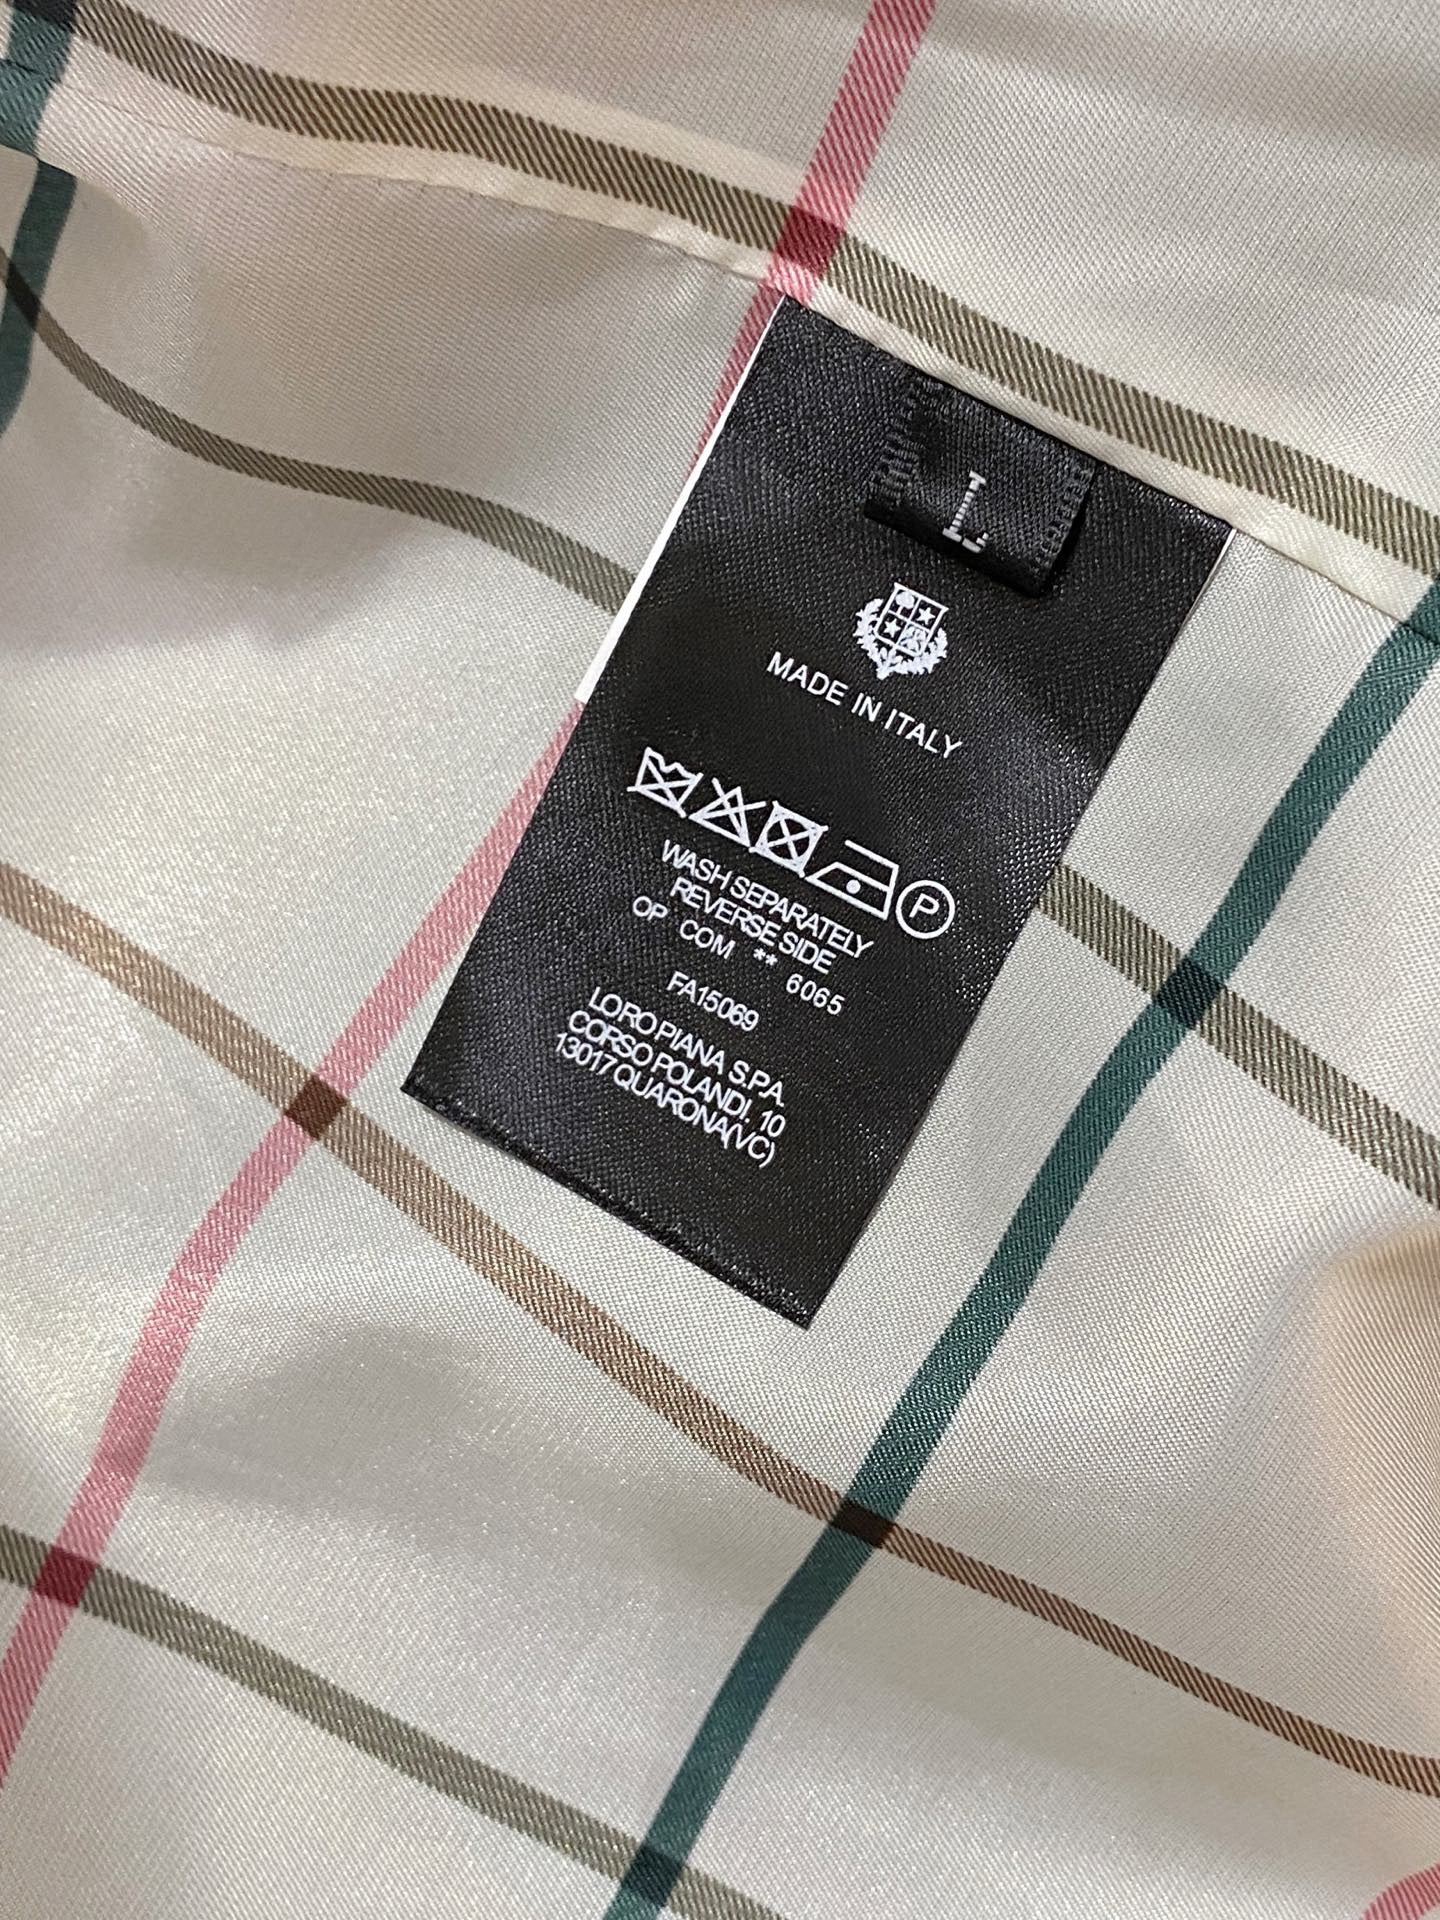 L
MADE IN ITALY
P
WASH SEPARATELY
REVERSE SIDE
OP COM ** 6065
FA15069
LORO PIANA S.P.A.
CORSO POLANDI, 10
13017 QUARONA(VC)